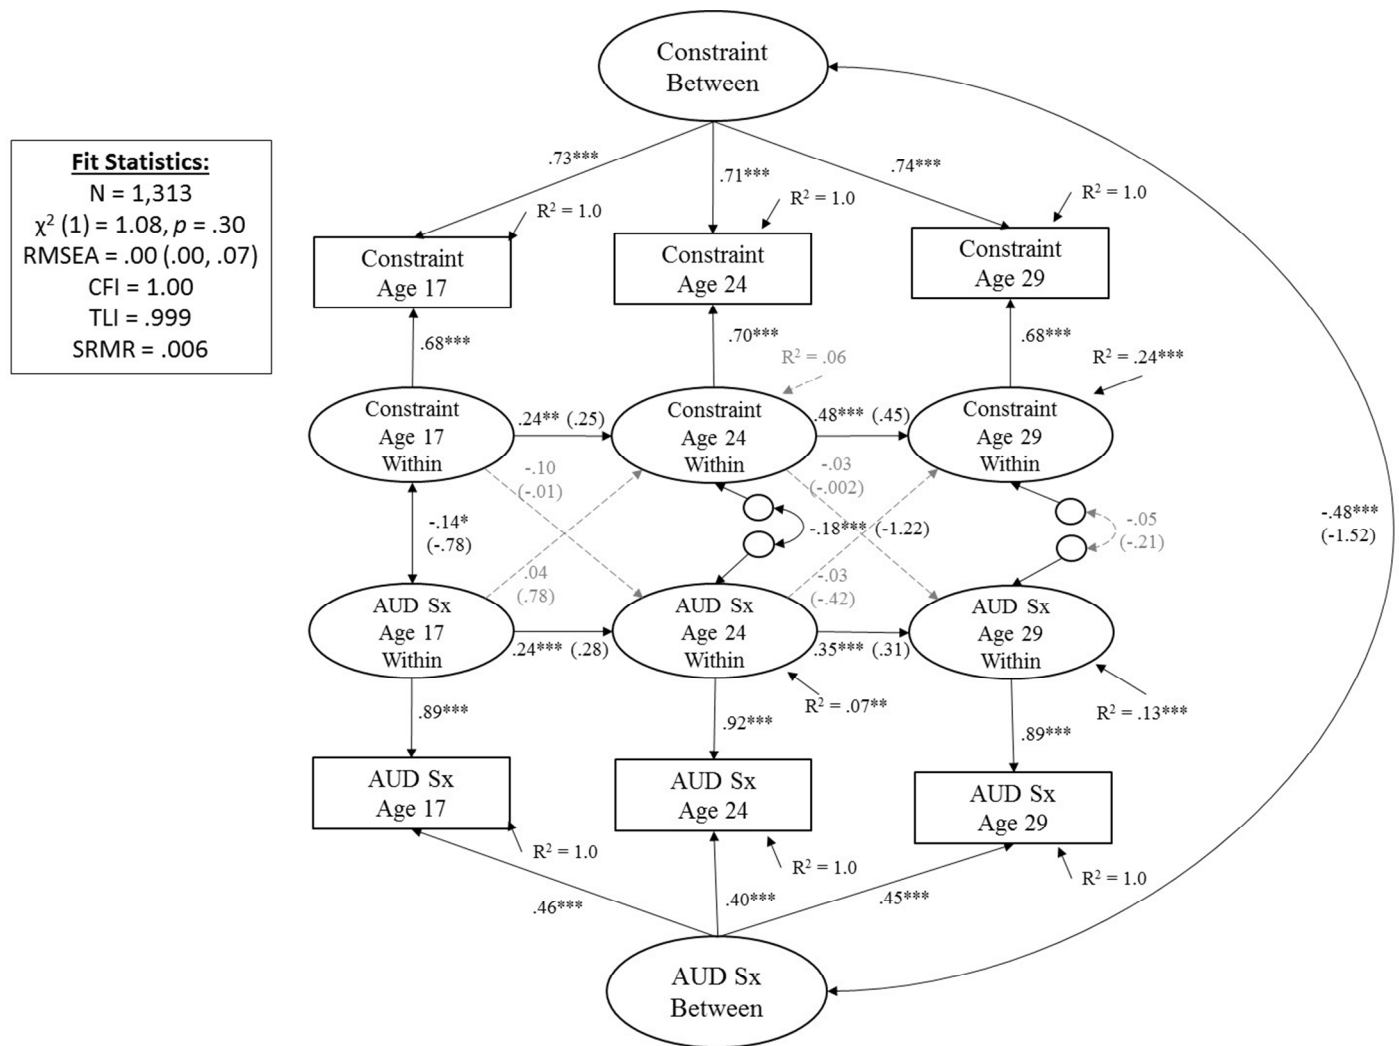 Constraint
Between
Fit Statistics:
N = 1,313
χ² (1) = 1.08, p = .30
RMSEA = .00 (.00, .07)
CFI = 1.00
TLI = .999
SRMR = .006
.73***
.71***
.74***
R² = 1.0
R² = 1.0
R² = 1.0
Constraint
Age 17
Constraint
Age 24
Constraint
Age 29
.68***
.70***
.68***
R² = .06
R² = .24***
Constraint
Age 17
Within
.24** (.25)
Constraint
Age 24
Within
.48*** (.45)
Constraint
Age 29
Within
-.10
(-.01)
-.03
(-.002)
-.14*
(-.78)
-.18*** (-1.22)
-.05
(-.21)
-.48***
(-1.52)
.04
(.78)
-.03
(-.42)
AUD Sx
Age 17
Within
.24*** (.28)
AUD Sx
Age 24
Within
.35*** (.31)
AUD Sx
Age 29
Within
R² = .07**
R² = .13***
.89***
.92***
.89***
AUD Sx
Age 17
AUD Sx
Age 24
AUD Sx
Age 29
R² = 1.0
R² = 1.0
R² = 1.0
.46***
.40***
.45***
AUD Sx
Between